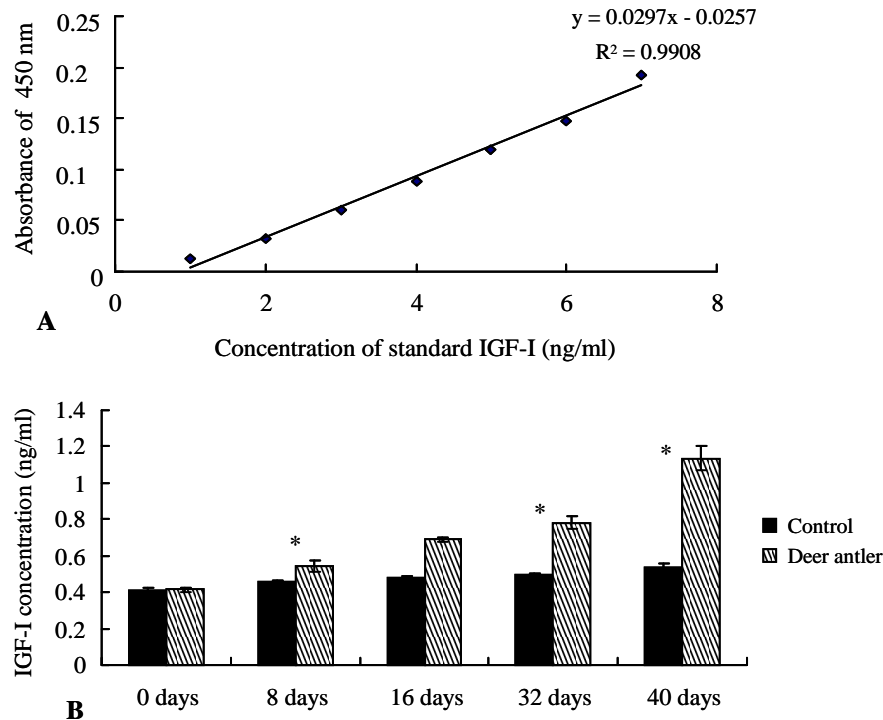 y = 0.0297x - 0.0257
R² = 0.9908
0.25
0.2
0.15
0.1
0.05
0
Absorbance of 450 nm
0 2 4 6 8
A
Concentration of standard IGF-I (ng/ml)
1.4
1.2
1
0.8
0.6
0.4
0.2
0
IGF-I concentration (ng/ml)
* * *
Control
Deer antler
0 days 8 days 16 days 32 days 40 days
B